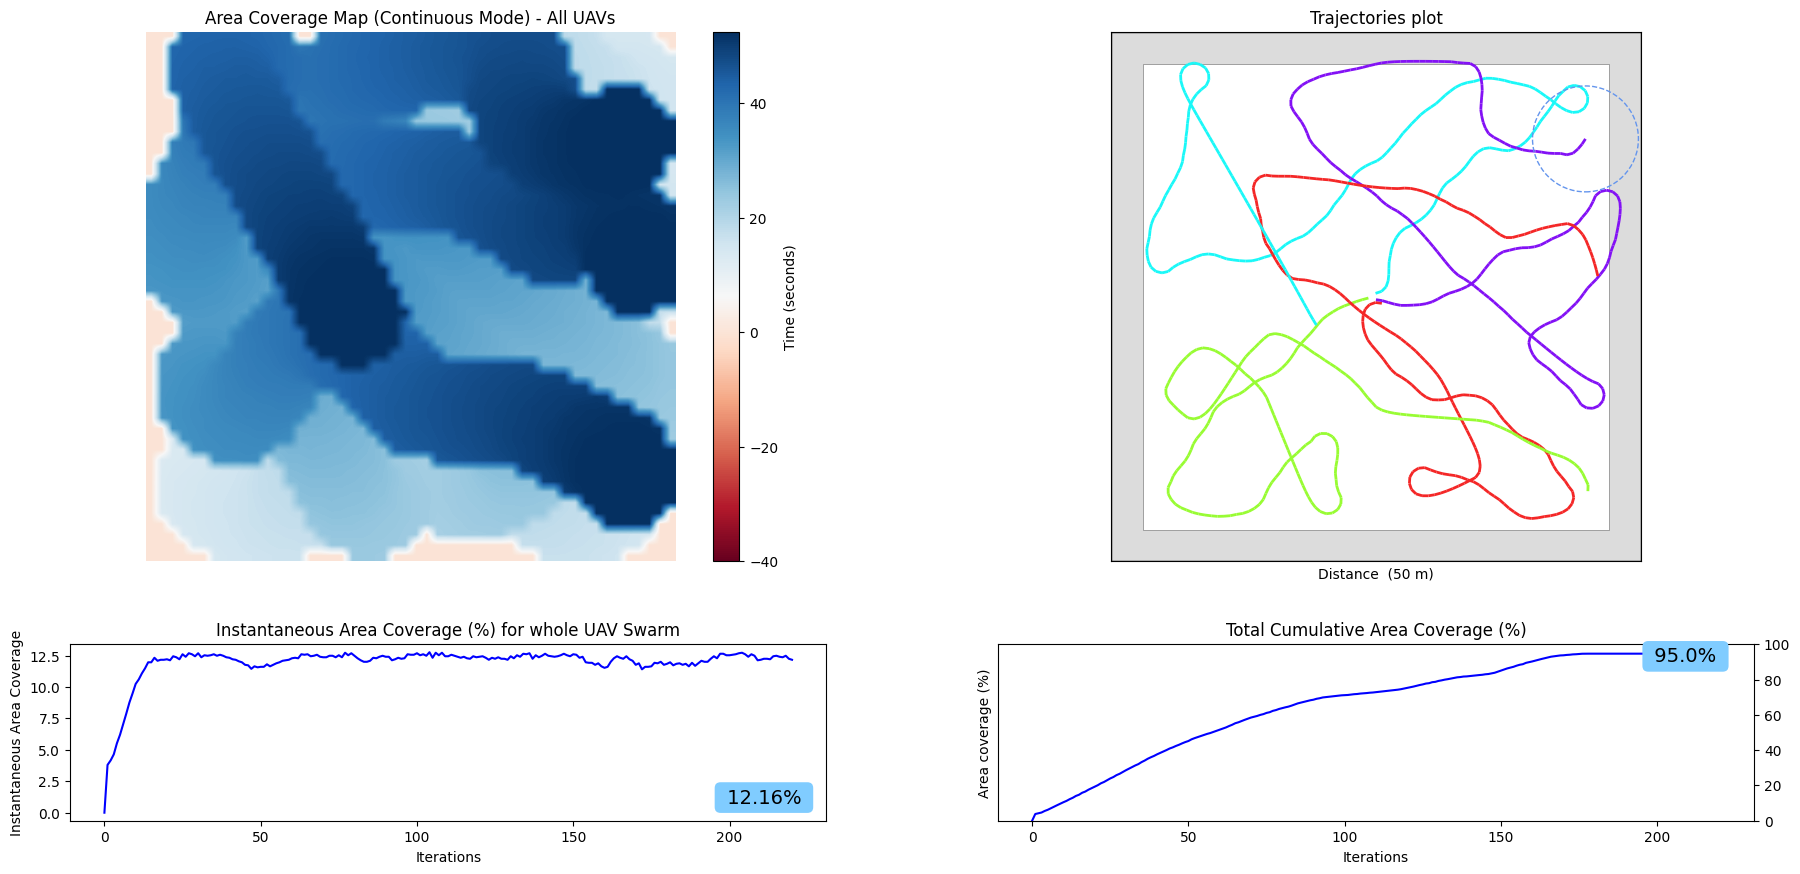 Area Coverage Map (Continuous Mode) - All UAVs
40
20
0
−20
−40
Time (seconds)
Trajectories plot
Distance  (50 m)
Instantaneous Area Coverage (%) for whole UAV Swarm
Instantaneous Area Coverage
12.5
10.0
7.5
5.0
2.5
0.0
12.16%
0
50
100
150
200
Iterations
Total Cumulative Area Coverage (%)
Area coverage (%)
95.0%
100
80
60
40
20
0
0
50
100
150
200
Iterations